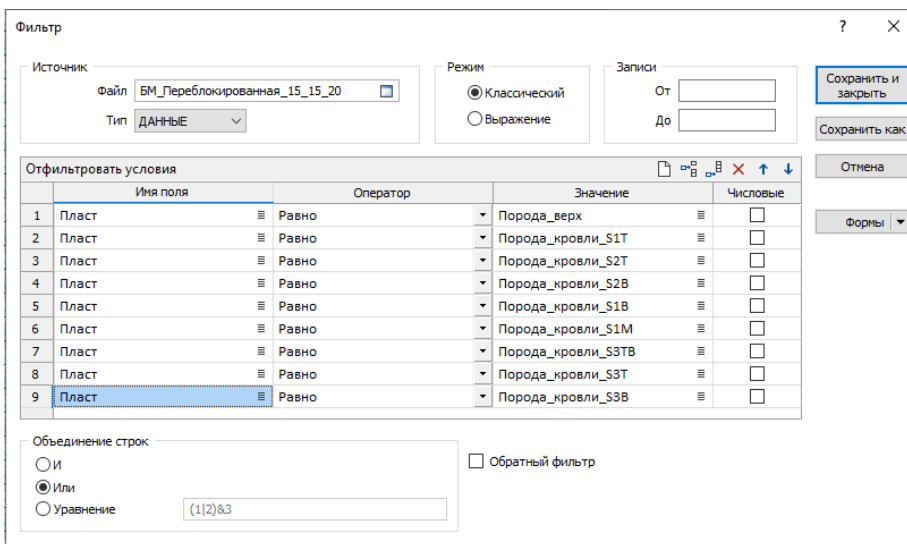 Фильтр
?
Источник
Файл БМ_Переблокированная_15_15_20
Тип ДАННЫЕ
Режим
Классический
Выражение
Записи
От
До
Сохранить и
закрыть
Сохранить как
Отмена
Формы
Отфильтровать условия
Имя поля Оператор Значение Числовые
1 Пласт Равно Порода_верх
2 Пласт Равно Порода_кровли_S1T
3 Пласт Равно Порода_кровли_S2T
4 Пласт Равно Порода_кровли_S2B
5 Пласт Равно Порода_кровли_S1B
6 Пласт Равно Порода_кровли_S1M
7 Пласт Равно Порода_кровли_S3TB
8 Пласт Равно Порода_кровли_S3T
9 Пласт Равно Порода_кровли_S3B
Объединение строк
И
Или
Уравнение (1|2)&3
Обратный фильтр